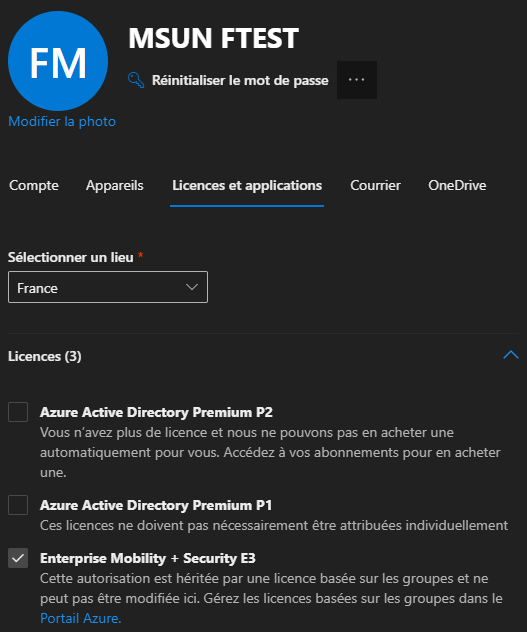 FM
MSUN FTEST
Réinitialiser le mot de passe
...
Modifier la photo
Compte Appareils Licences et applications Courrier OneDrive
Sélectionner un lieu *
France
Licences (3)
Azure Active Directory Premium P2
Vous n’avez plus de licence et nous ne pouvons pas en acheter une
automatiquement pour vous. Accédez à vos abonnements pour en acheter
une.
Azure Active Directory Premium P1
Ces licences ne doivent pas nécessairement être attribuées individuellement
Enterprise Mobility + Security E3
Cette autorisation est héritée par une licence basée sur les groupes et ne
peut pas être modifiée ici. Gérez les licences basées sur les groupes dans le
Portail Azure.